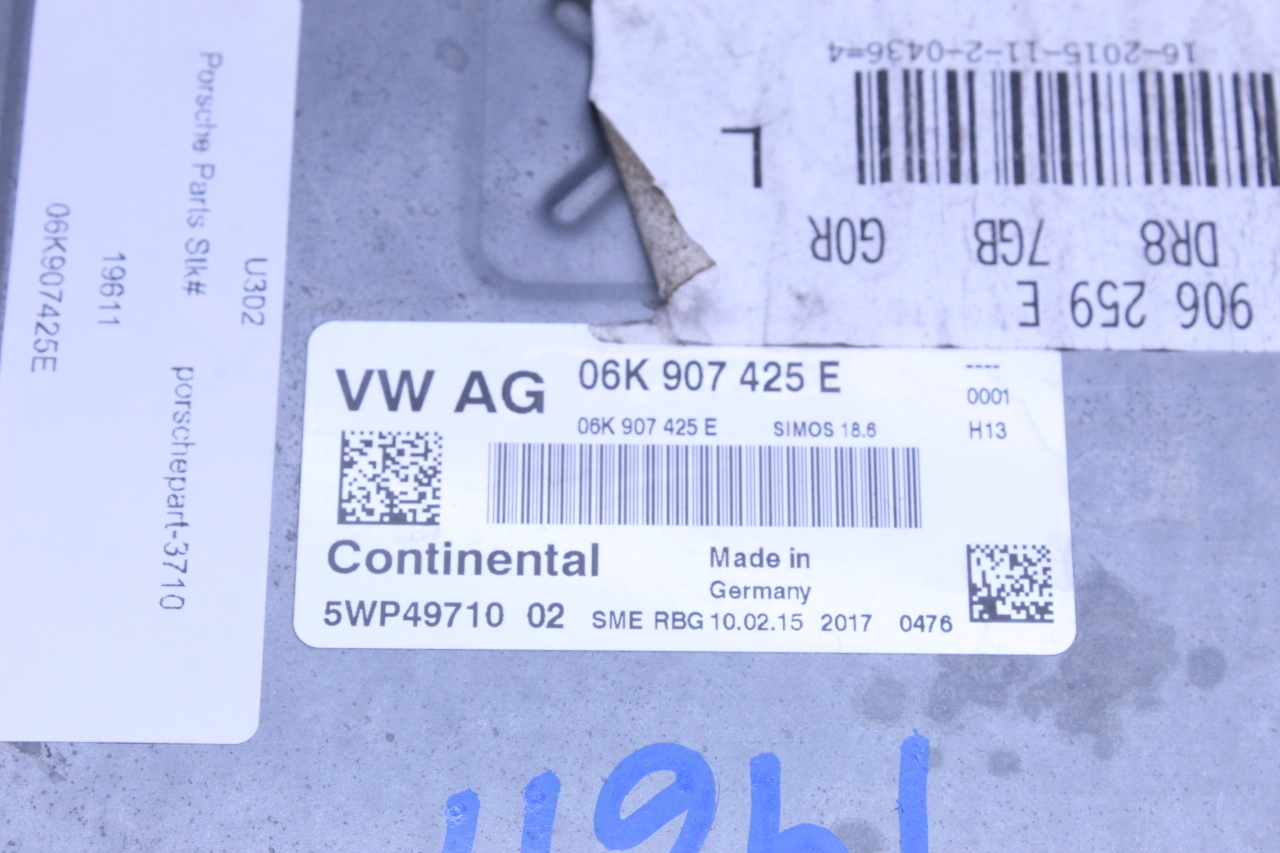 U302
Porsche Parts Slk# porschepart-3710
19611
06K907425E
16-2015-11-2-0436=4
L
DR8 7GB G0R
906 259 E
VW AG 06K 907 425 E
----
0001
06K 907 425 E SIMOS 18.6 H13
Continental
Made in
Germany
5WP49710 02 SME RBG 10.02.15 2017 0476